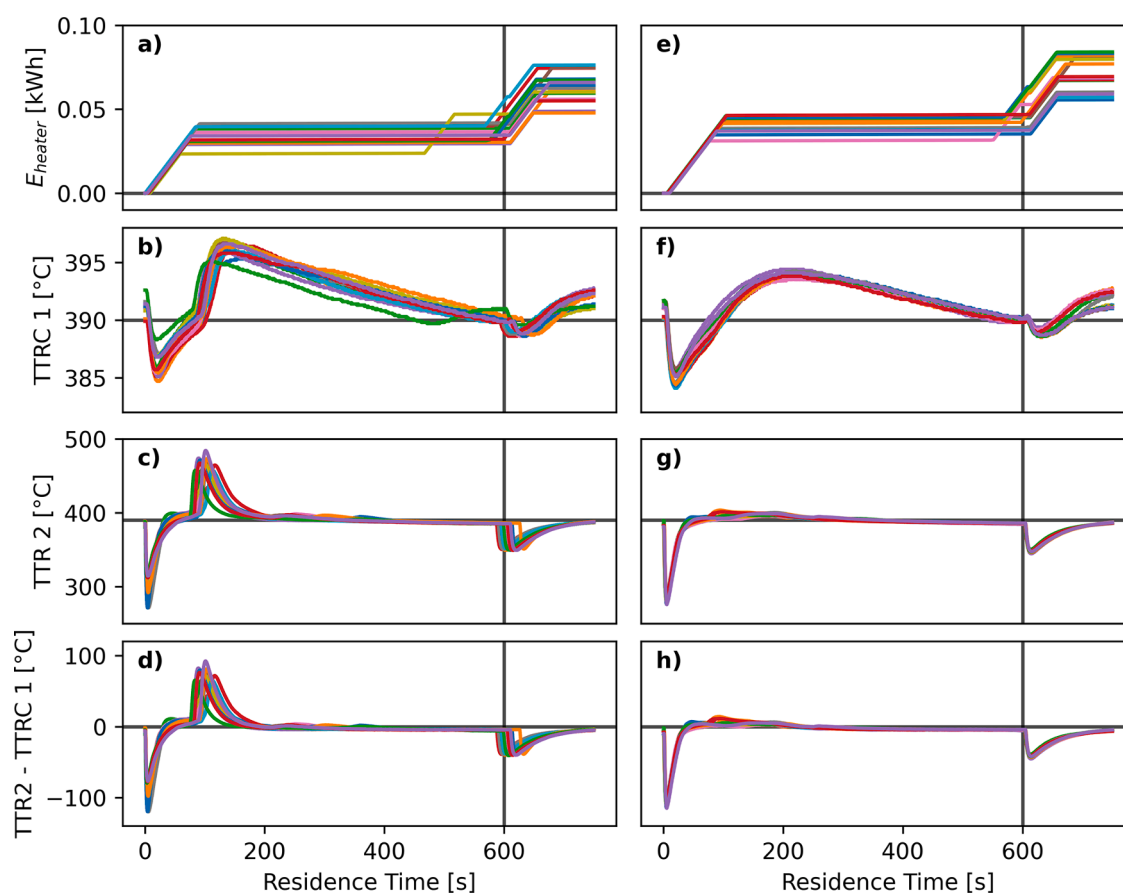 a)
e)
0.10
0.05
0.00
E_heater [kWh]
b)
f)
395
390
385
TTRC 1 [°C]
c)
g)
500
400
300
TTR 2 [°C]
d)
h)
100
0
−100
TTR2 - TTRC 1 [°C]
0 200 400 600
0 200 400 600
Residence Time [s]
Residence Time [s]